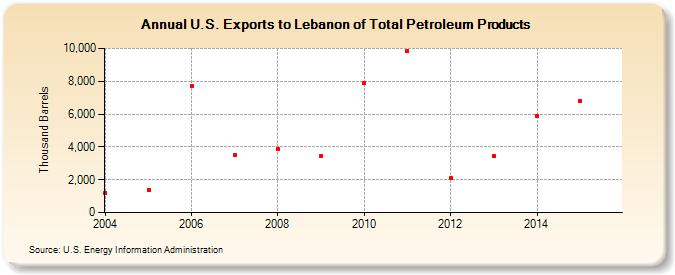 Annual U.S. Exports to Lebanon of Total Petroleum Products
Thousand Barrels
10,000
8,000
6,000
4,000
2,000
0
2004 2006 2008 2010 2012 2014
Source: U.S. Energy Information Administration